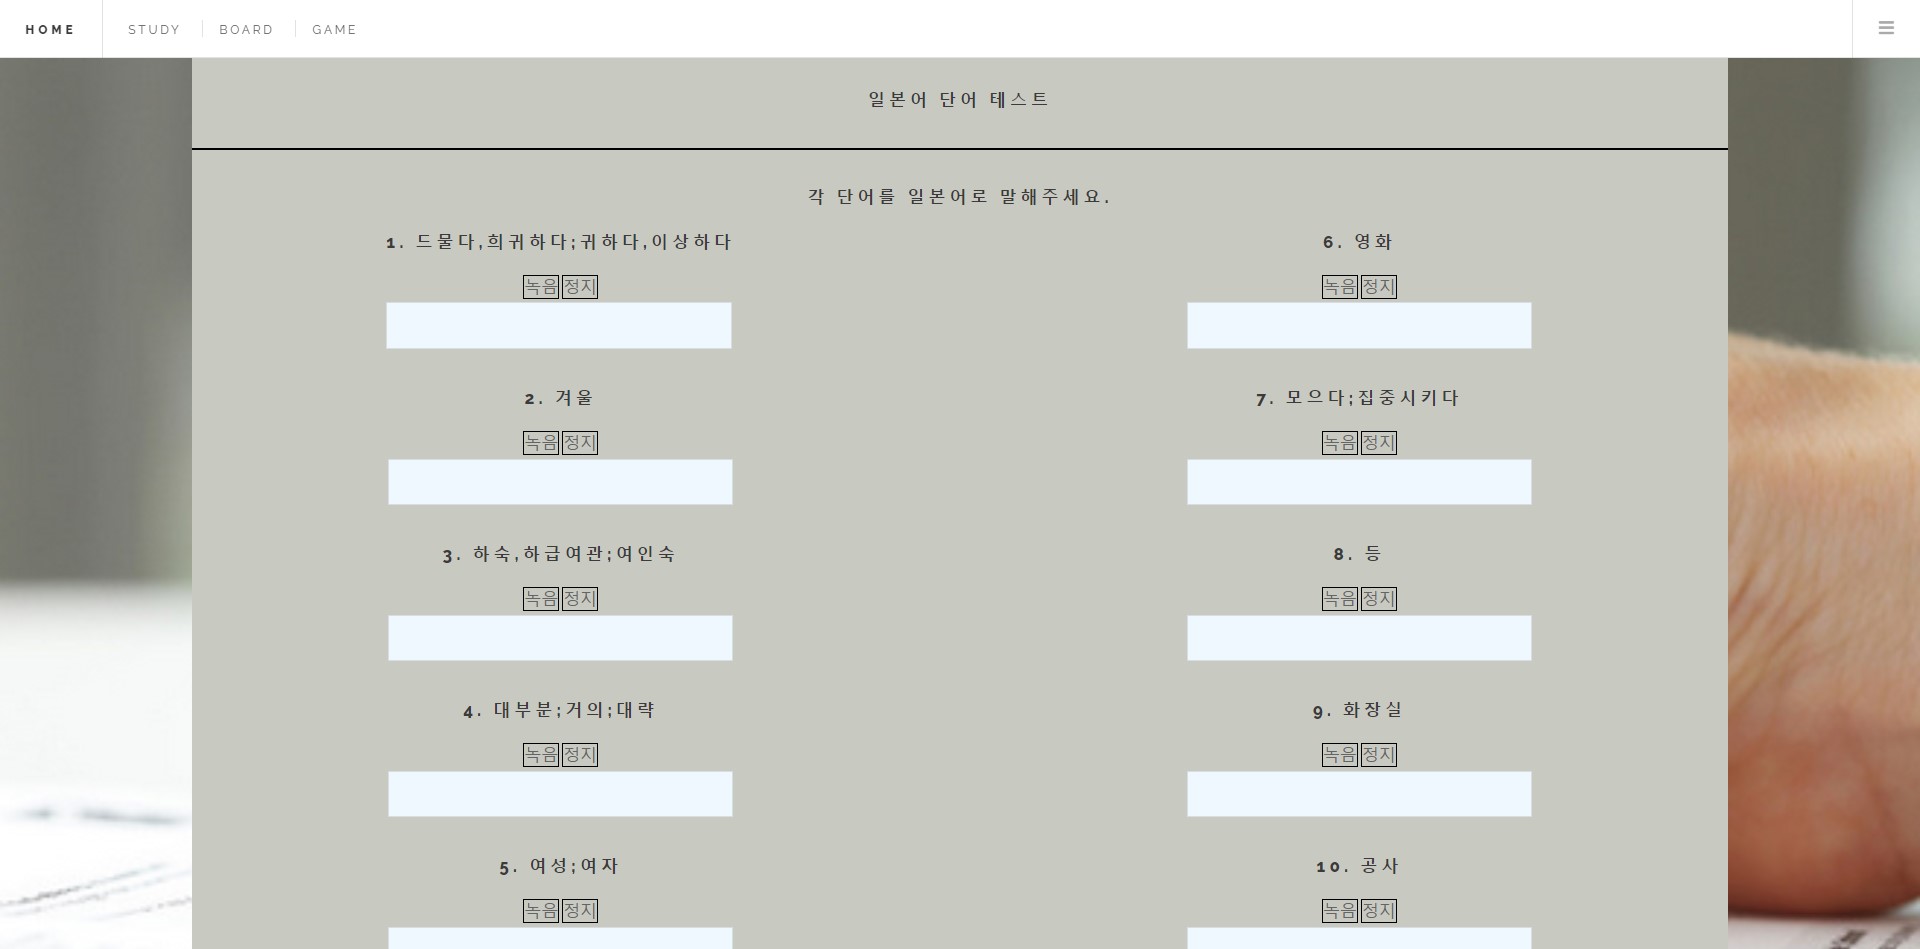 HOME STUDY BOARD GAME
일본어 단어 테스트
각 단어를 일본어로 말해주세요.
1. 드물다,희귀하다;귀하다,이상하다
녹음 정지
2. 겨울
녹음 정지
3. 하숙,하급여관;여인숙
녹음 정지
4. 대부분;거의;대략
녹음 정지
5. 여성;여자
녹음 정지
6. 영화
녹음 정지
7. 모으다;집중시키다
녹음 정지
8. 등
녹음 정지
9. 화장실
녹음 정지
10. 공사
녹음 정지